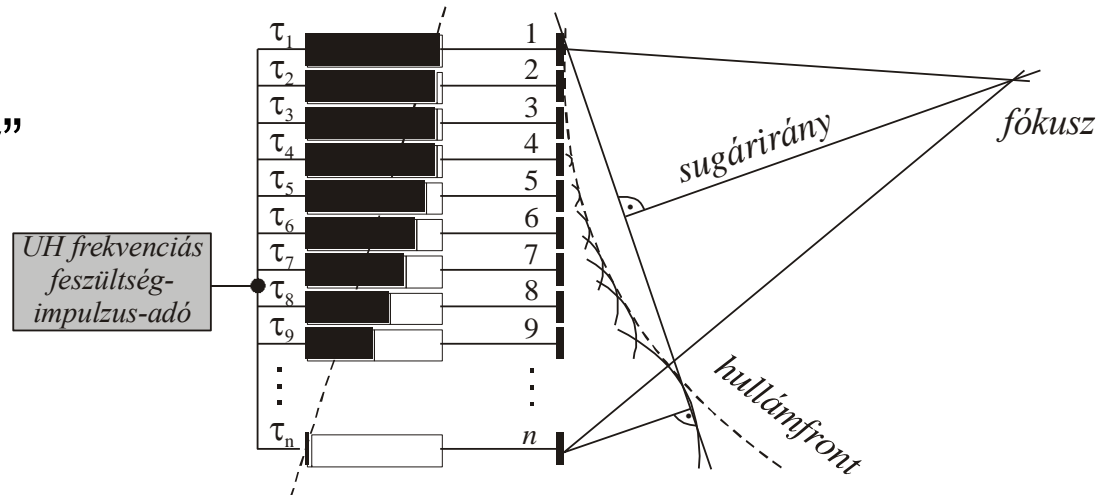 ”
UH frekvenciás
feszültség-
impulzus-adó
τ1
τ2
τ3
τ4
τ5
τ6
τ7
τ8
τ9
τn
1
2
3
4
5
6
7
8
9
n
sugárirány
fókusz
hullámfront